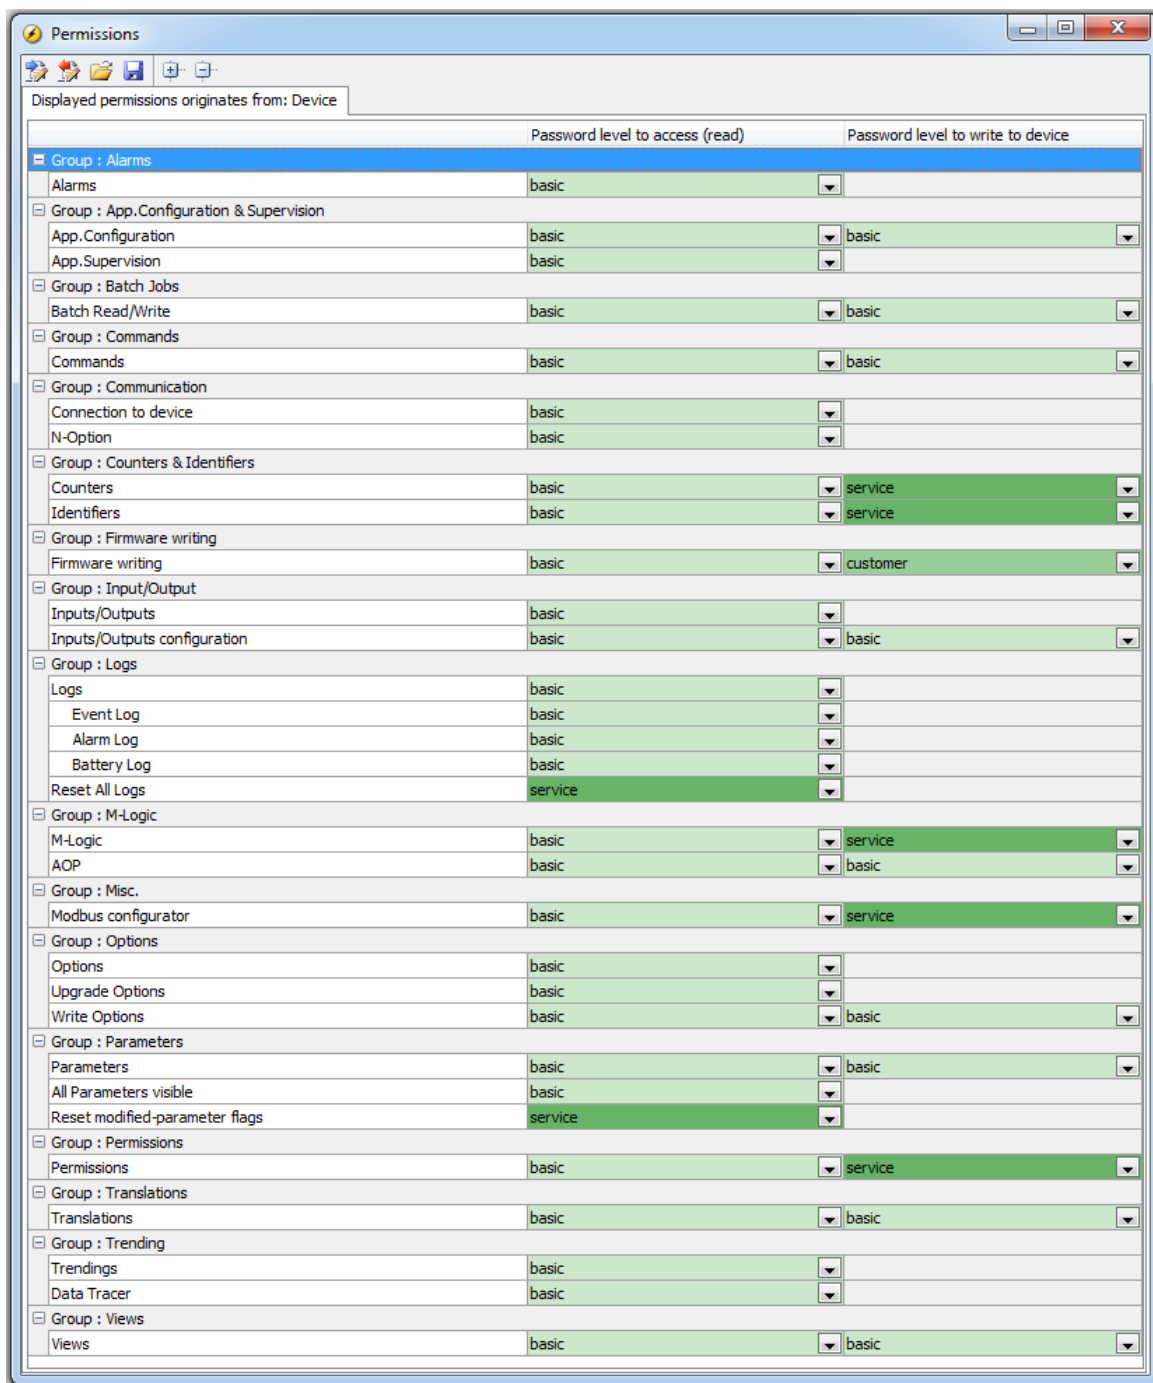 Permissions
Displayed permissions originates from: Device
Password level to access (read) Password level to write to device
Group : Alarms
Alarms basic
Group : App.Configuration & Supervision
App.Configuration basic basic
App.Supervision basic
Group : Batch Jobs
Batch Read/Write basic basic
Group : Commands
Commands basic basic
Group : Communication
Connection to device basic
N-Option basic
Group : Counters & Identifiers
Counters basic service
Identifiers basic service
Group : Firmware writing
Firmware writing basic customer
Group : Input/Output
Inputs/Outputs basic
Inputs/Outputs configuration basic basic
Group : Logs
Logs basic
Event Log basic
Alarm Log basic
Battery Log basic
Reset All Logs service
Group : M-Logic
M-Logic basic service
AOP basic basic
Group : Misc.
Modbus configurator basic service
Group : Options
Options basic
Upgrade Options basic
Write Options basic basic
Group : Parameters
Parameters basic basic
All Parameters visible basic
Reset modified-parameter flags service
Group : Permissions
Permissions basic service
Group : Translations
Translations basic basic
Group : Trending
Trendings basic
Data Tracer basic
Group : Views
Views basic basic